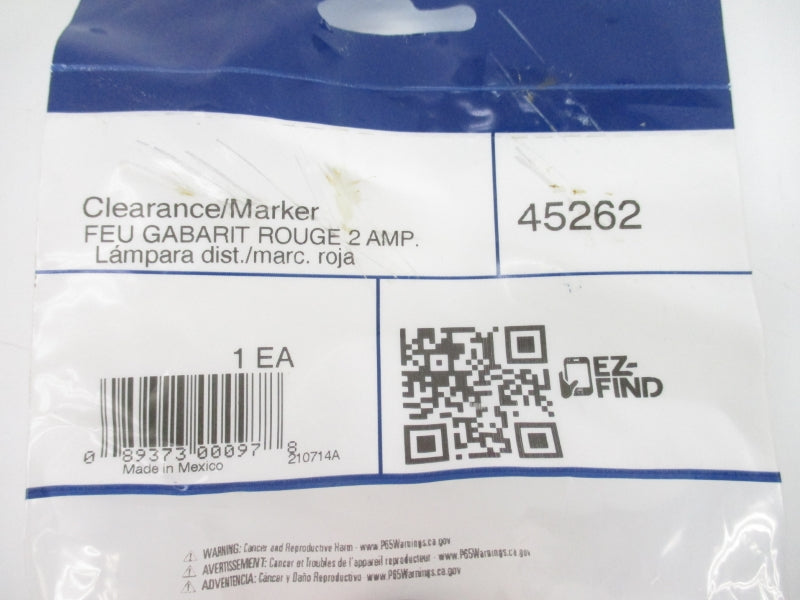 Clearance/Marker
FEU GABARIT ROUGE 2 AMP.
Lámpara dist./marc. roja
45262
1 EA
0 89373 00097 8
Made in Mexico
210714A
EZ-
FIND
WARNING: Cancer and Reproductive Harm - www.P65Warnings.ca.gov
AVERTISSEMENT: Cancer et Troubles de l'appareil reproducteur - www.P65Warnings.ca.gov
ADVENTENCIA: Cáncer y Daño Reproductivo www.P65Warnings.ca.gov